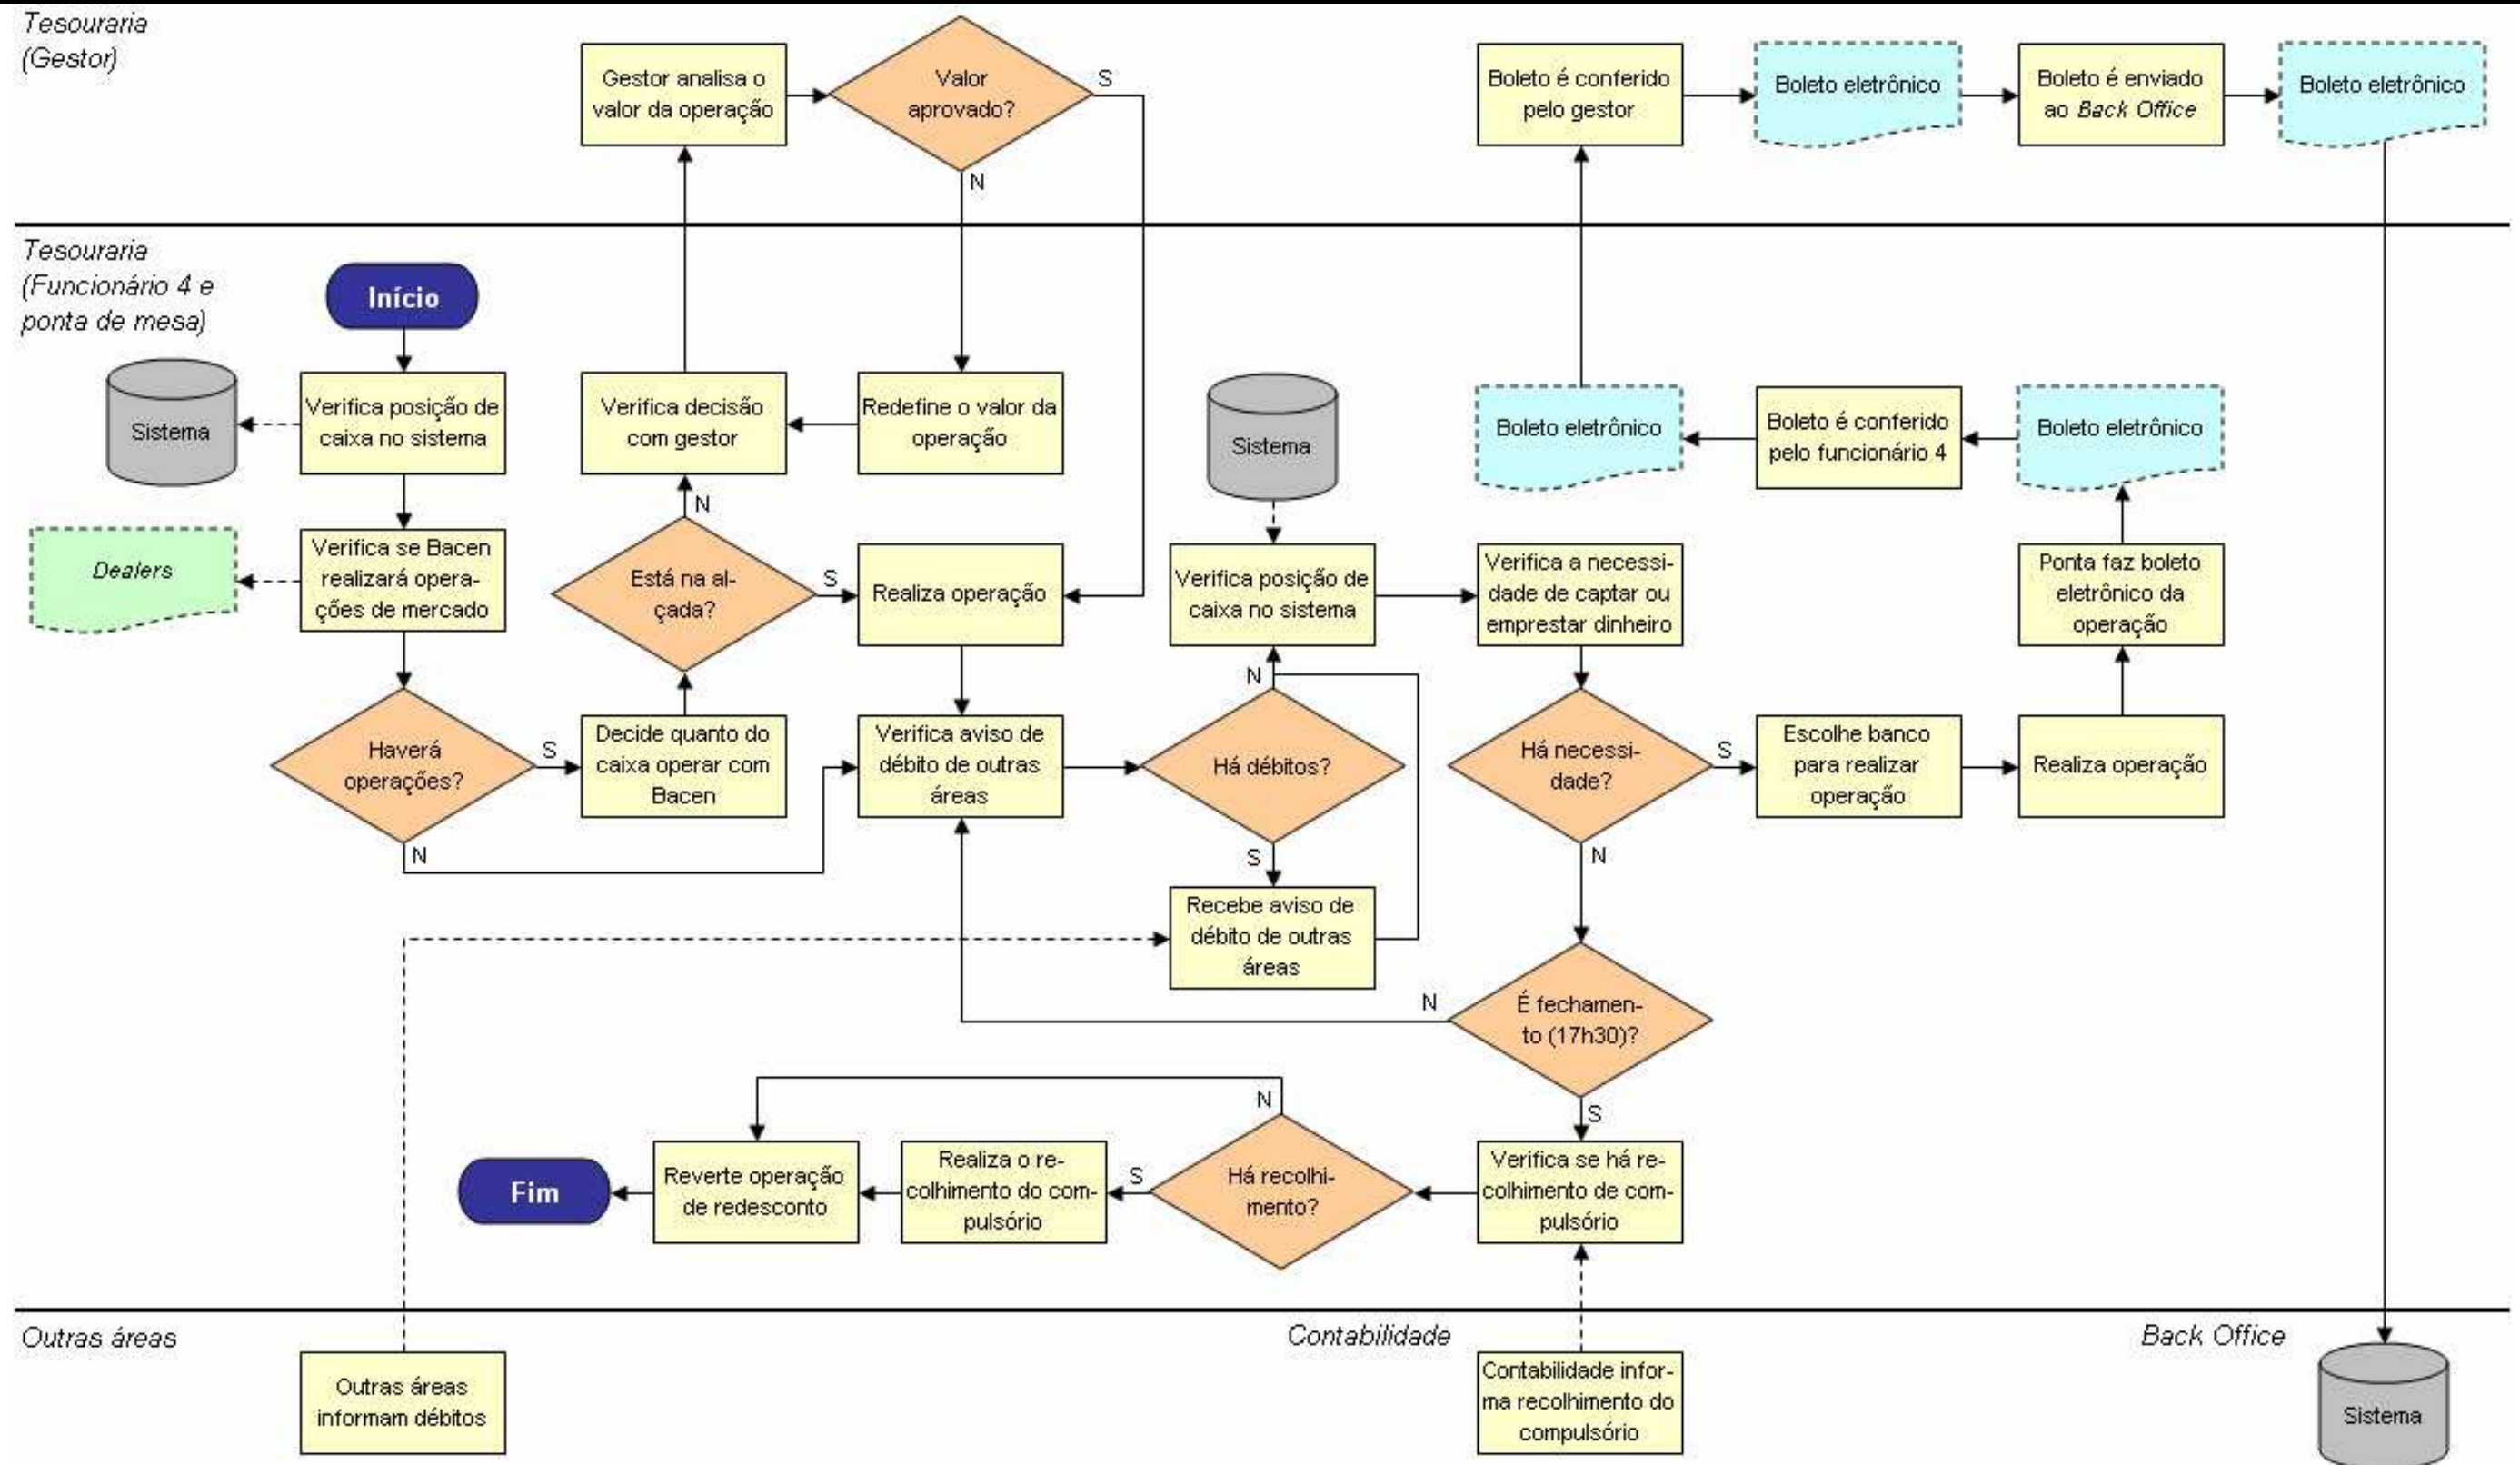 Tesouraria
(Gestor)
Gestor analisa o
valor da operação
Valor
aprovado?
S
N
Boleto é conferido
pelo gestor
Boleto eletrônico
Boleto é enviado
ao Back Office
Boleto eletrônico
Tesouraria
(Funcionário 4 e
ponta de mesa)
Início
Sistema
Verifica posição de
caixa no sistema
Verifica decisão
com gestor
Redefine o valor da
operação
Sistema
Boleto eletrônico
Boleto é conferido
pelo funcionário 4
Boleto eletrônico
Dealers
Verifica se Bacen
realizará opera-
ções de mercado
N
Está na al-
çada?
S
Realiza operação
Verifica posição de
caixa no sistema
Verifica a necessi-
dade de captar ou
emprestar dinheiro
Ponta faz boleto
eletrônico da
operação
Haverá
operações?
S
N
Decide quanto do
caixa operar com
Bacen
Verifica aviso de
débito de outras
áreas
N
Há débitos?
S
Há necessi-
dade?
S
N
Escolhe banco
para realizar
operação
Realiza operação
Recebe aviso de
débito de outras
áreas
N
É fechamen-
to (17h30)?
S
Fim
Reverte operação
de redesconto
Realiza o re-
colhimento do com-
pulsório
S
N
Há recolhi-
mento?
Verifica se há re-
colhimento de com-
pulsório
Outras áreas
Outras áreas
informam débitos
Contabilidade
Contabilidade infor-
ma recolhimento do
compulsório
Back Office
Sistema